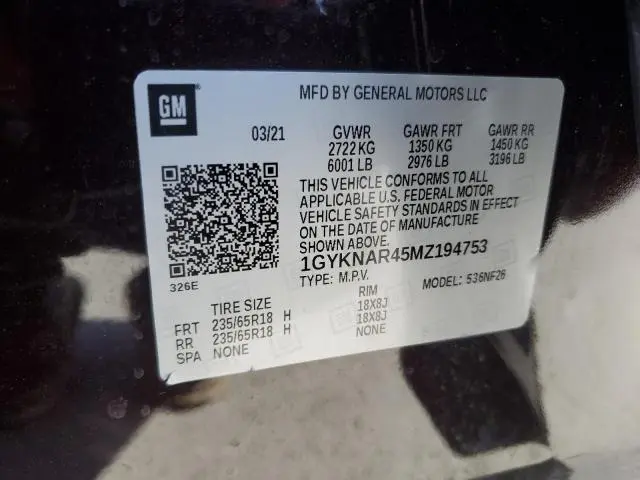 GM
MFD BY GENERAL MOTORS LLC
03/21 GVWR GAWR FRT GAWR RR
2722 KG 1350 KG 1450 KG
6001 LB 2976 LB 3196 LB
THIS VEHICLE CONFORMS TO ALL
APPLICABLE U.S. FEDERAL MOTOR
VEHICLE SAFETY STANDARDS IN EFFECT
ON THE DATE OF MANUFACTURE
SHOWN ABOVE.
326E
1GYKNAR45MZ194753
TYPE: M.P.V. MODEL: 536NF26
TIRE SIZE RIM
FRT 235/65R18 H 18X8J
RR 235/65R18 H 18X8J
SPA NONE NONE